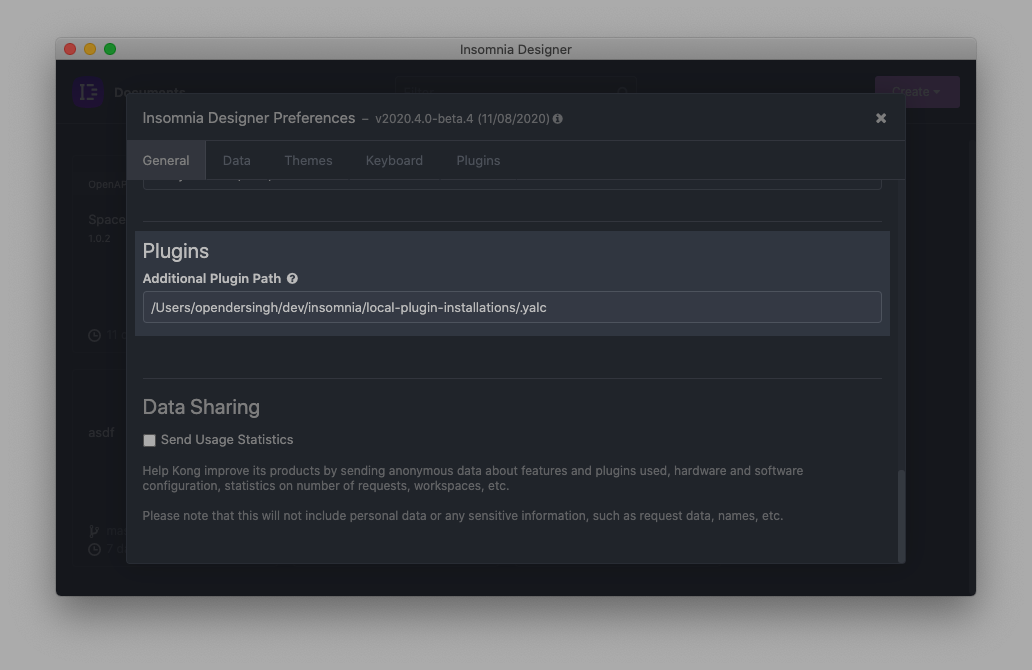 Insomnia Designer
Documents
Create
Insomnia Designer Preferences – v2020.4.0-beta.4 (11/08/2020)
General Data Themes Keyboard Plugins
OpenAP
Space
1.0.2
Plugins
Additional Plugin Path
/Users/opendersingh/dev/insomnia/local-plugin-installations/.yalc
11
Data Sharing
asdf
Send Usage Statistics
Help Kong improve its products by sending anonymous data about features and plugins used, hardware and software
configuration, statistics on number of requests, workspaces, etc.
Please note that this will not include personal data or any sensitive information, such as request data, names, etc.
7